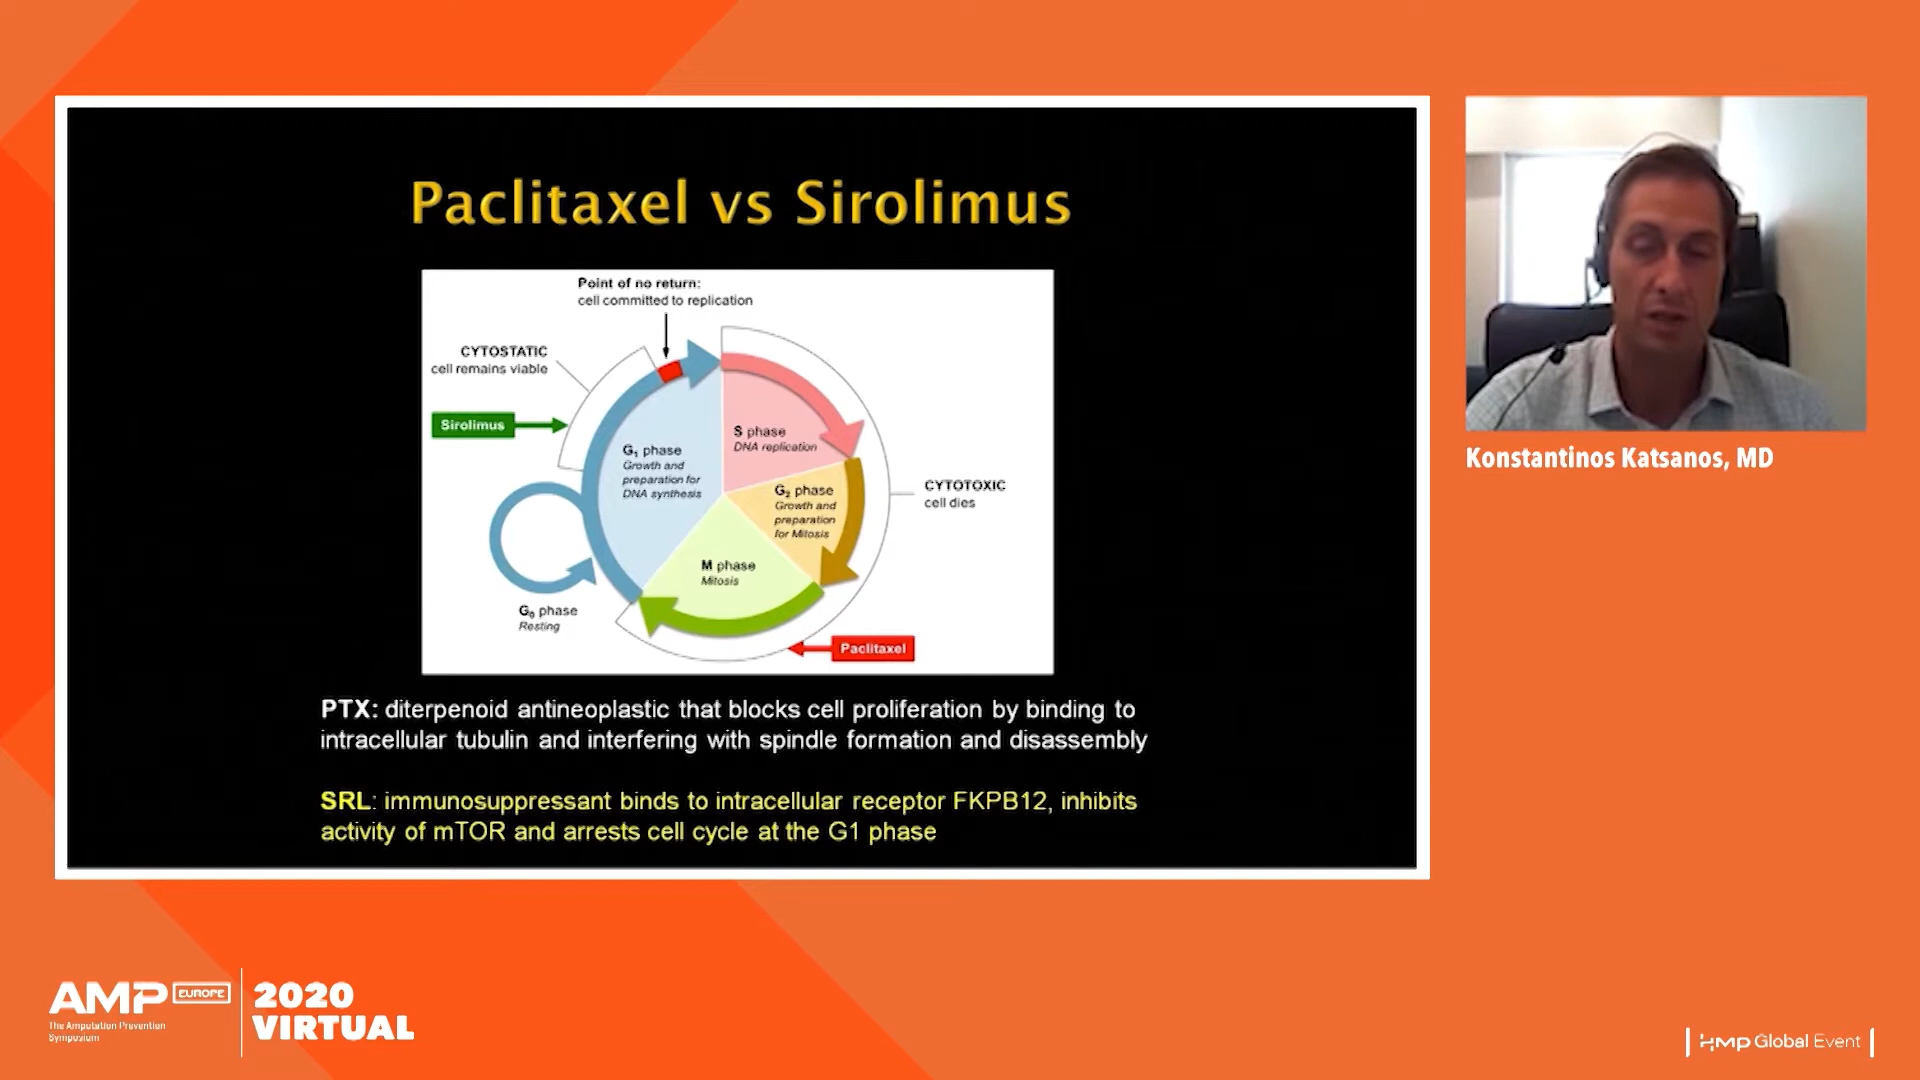 Paclitaxel vs Sirolimus
Point of no return:
cell committed to replication
CYTOSTATIC
cell remains viable
Sirolimus
G₁ phase
Growth and
preparation for
DNA synthesis
S phase
DNA replication
G₂ phase
Growth and
preparation
for Mitosis
CYTOTOXIC
cell dies
M phase
Mitosis
G₀ phase
Resting
Paclitaxel
PTX: diterpenoid antineoplastic that blocks cell proliferation by binding to
intracellular tubulin and interfering with spindle formation and disassembly
SRL: immunosuppressant binds to intracellular receptor FKPB12, inhibits
activity of mTOR and arrests cell cycle at the G1 phase
Konstantinos Katsanos, MD
AMP EUROPE
The Amputation Prevention
Symposium
2020
VIRTUAL
HMP Global Event